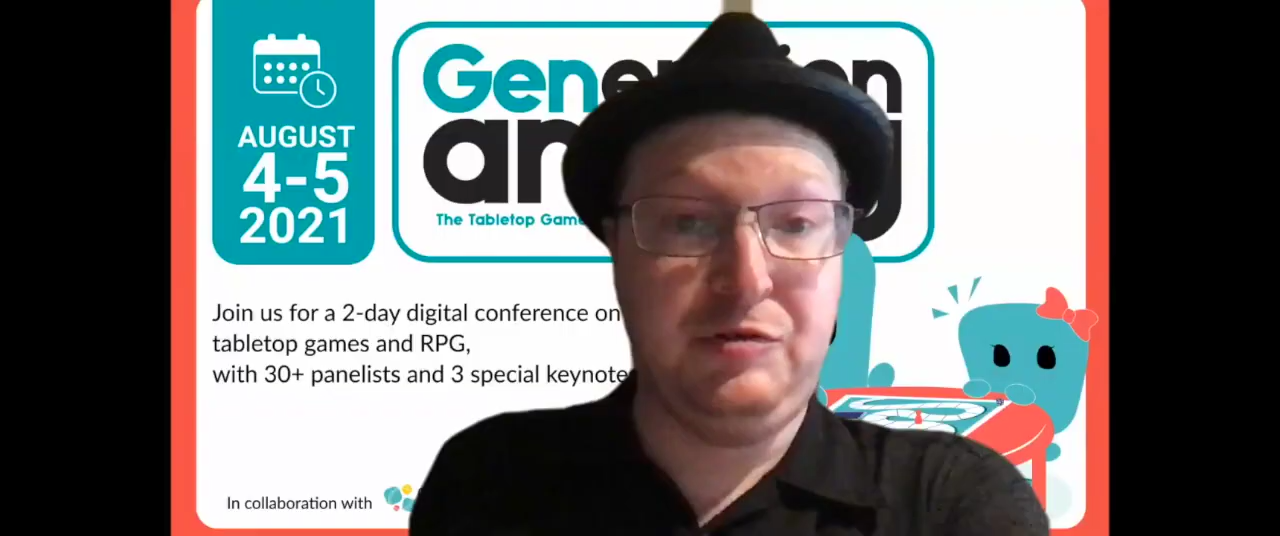 AUGUST
4-5
2021
Gen
The Tabletop Game
Join us for a 2-day digital conference on
tabletop games and RPG,
with 30+ panelists and 3 special keynote
In collaboration with